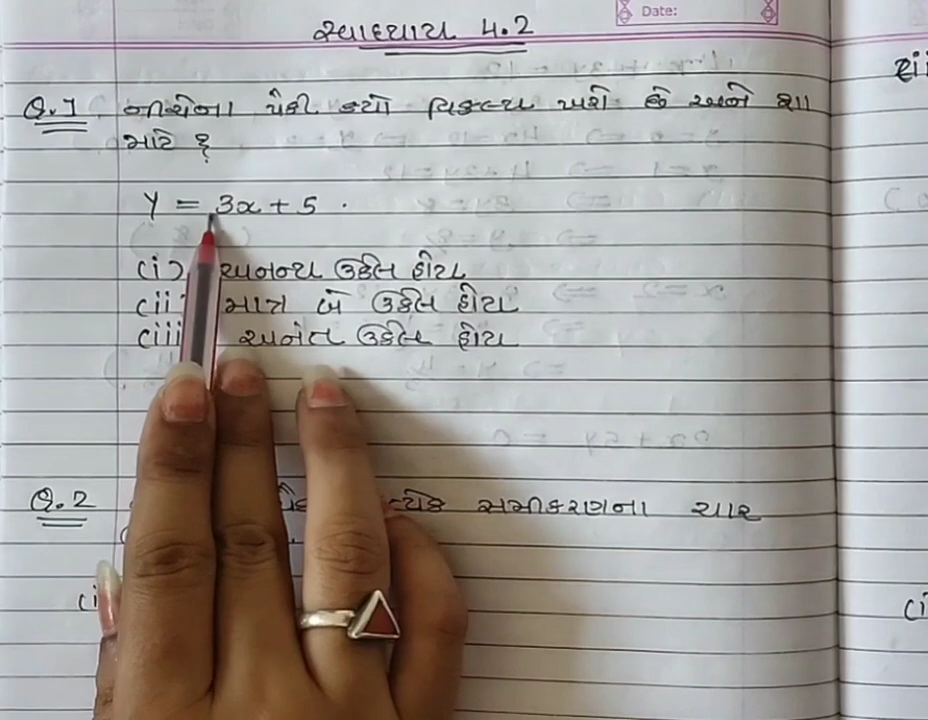 Date:
સ્વાધ્યાય 4.2
Q.1 નીચેના પૈકી કયો વિકલ્પ ખરો છે અને શા
માટે ?
y = 3x + 5 .
(i) અનન્ય ઉકેલ હોય
(ii) માત્ર બે ઉકેલ હોય
(iii) અનંત ઉકેલ હોય
Q.2 સમીકરણના ચાર
(i